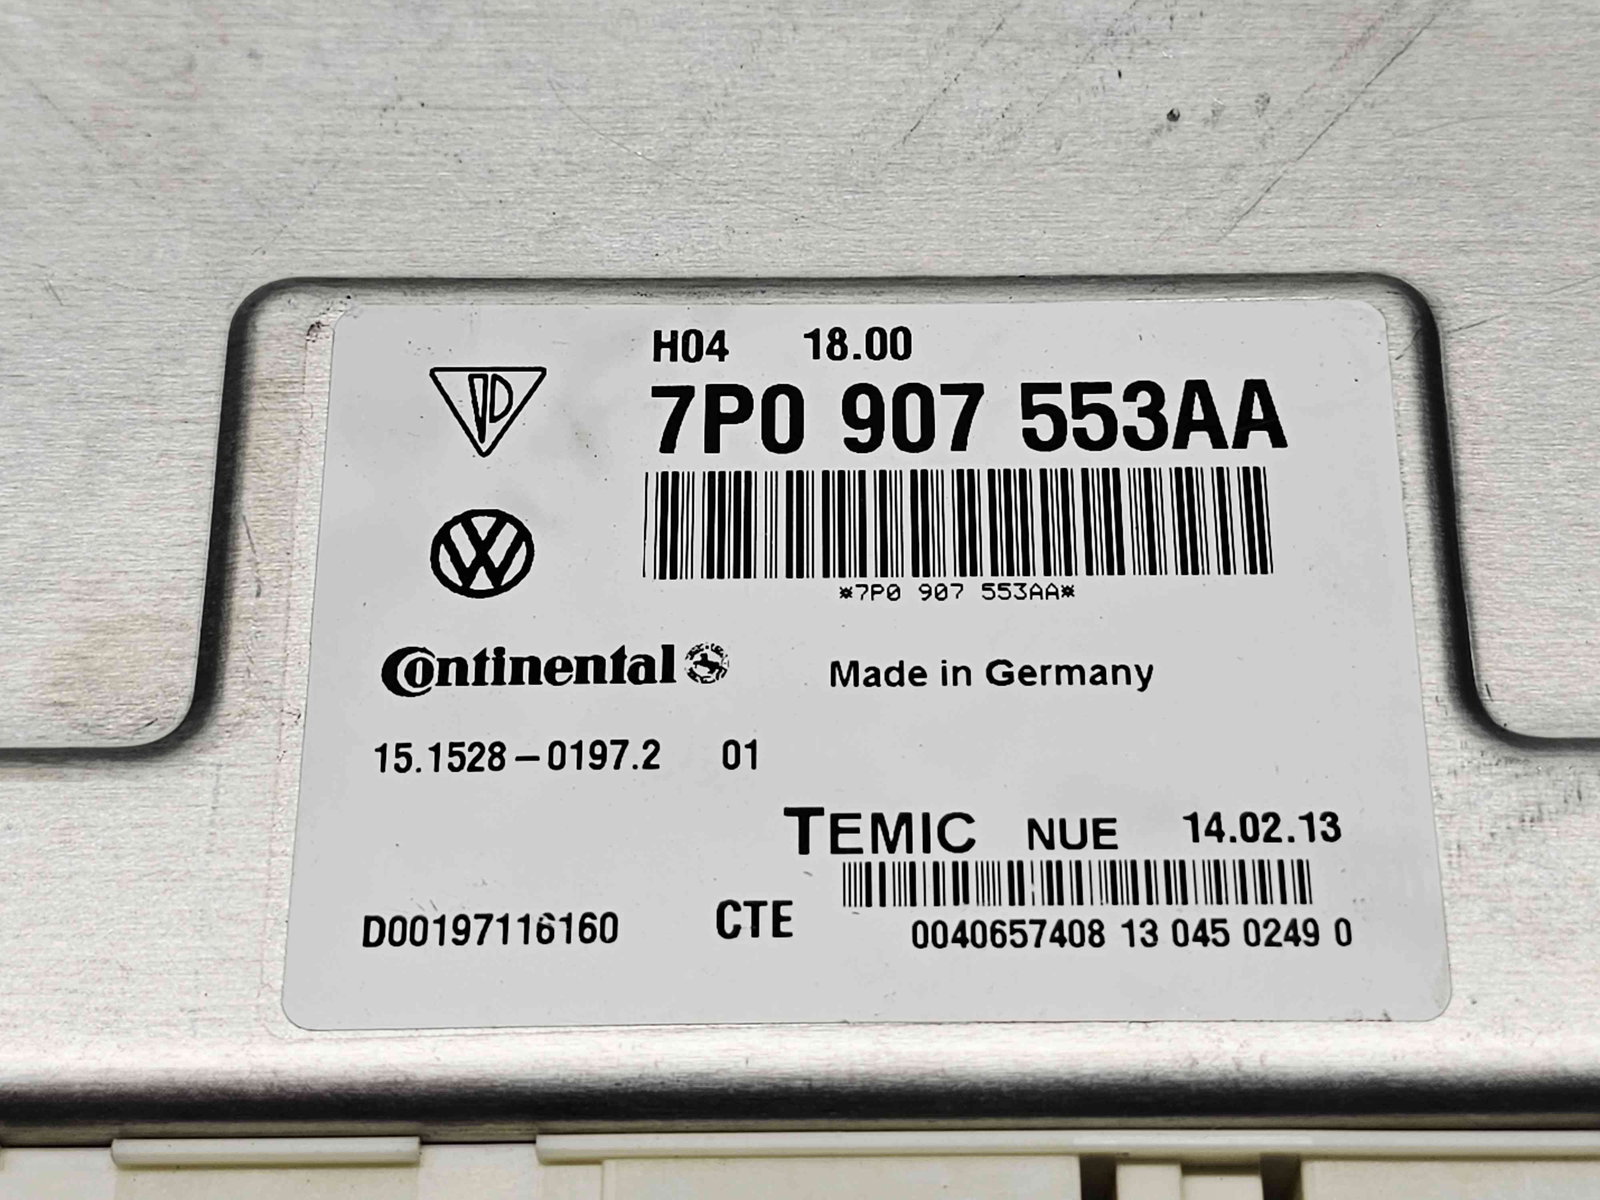 H04 18.00
7P0 907 553AA
*7P0 907 553AA*
Continental
Made in Germany
15.1528-0197.2 01
TEMIC NUE 14.02.13
D00197116160 CTE
0040657408 13 045 0249 0